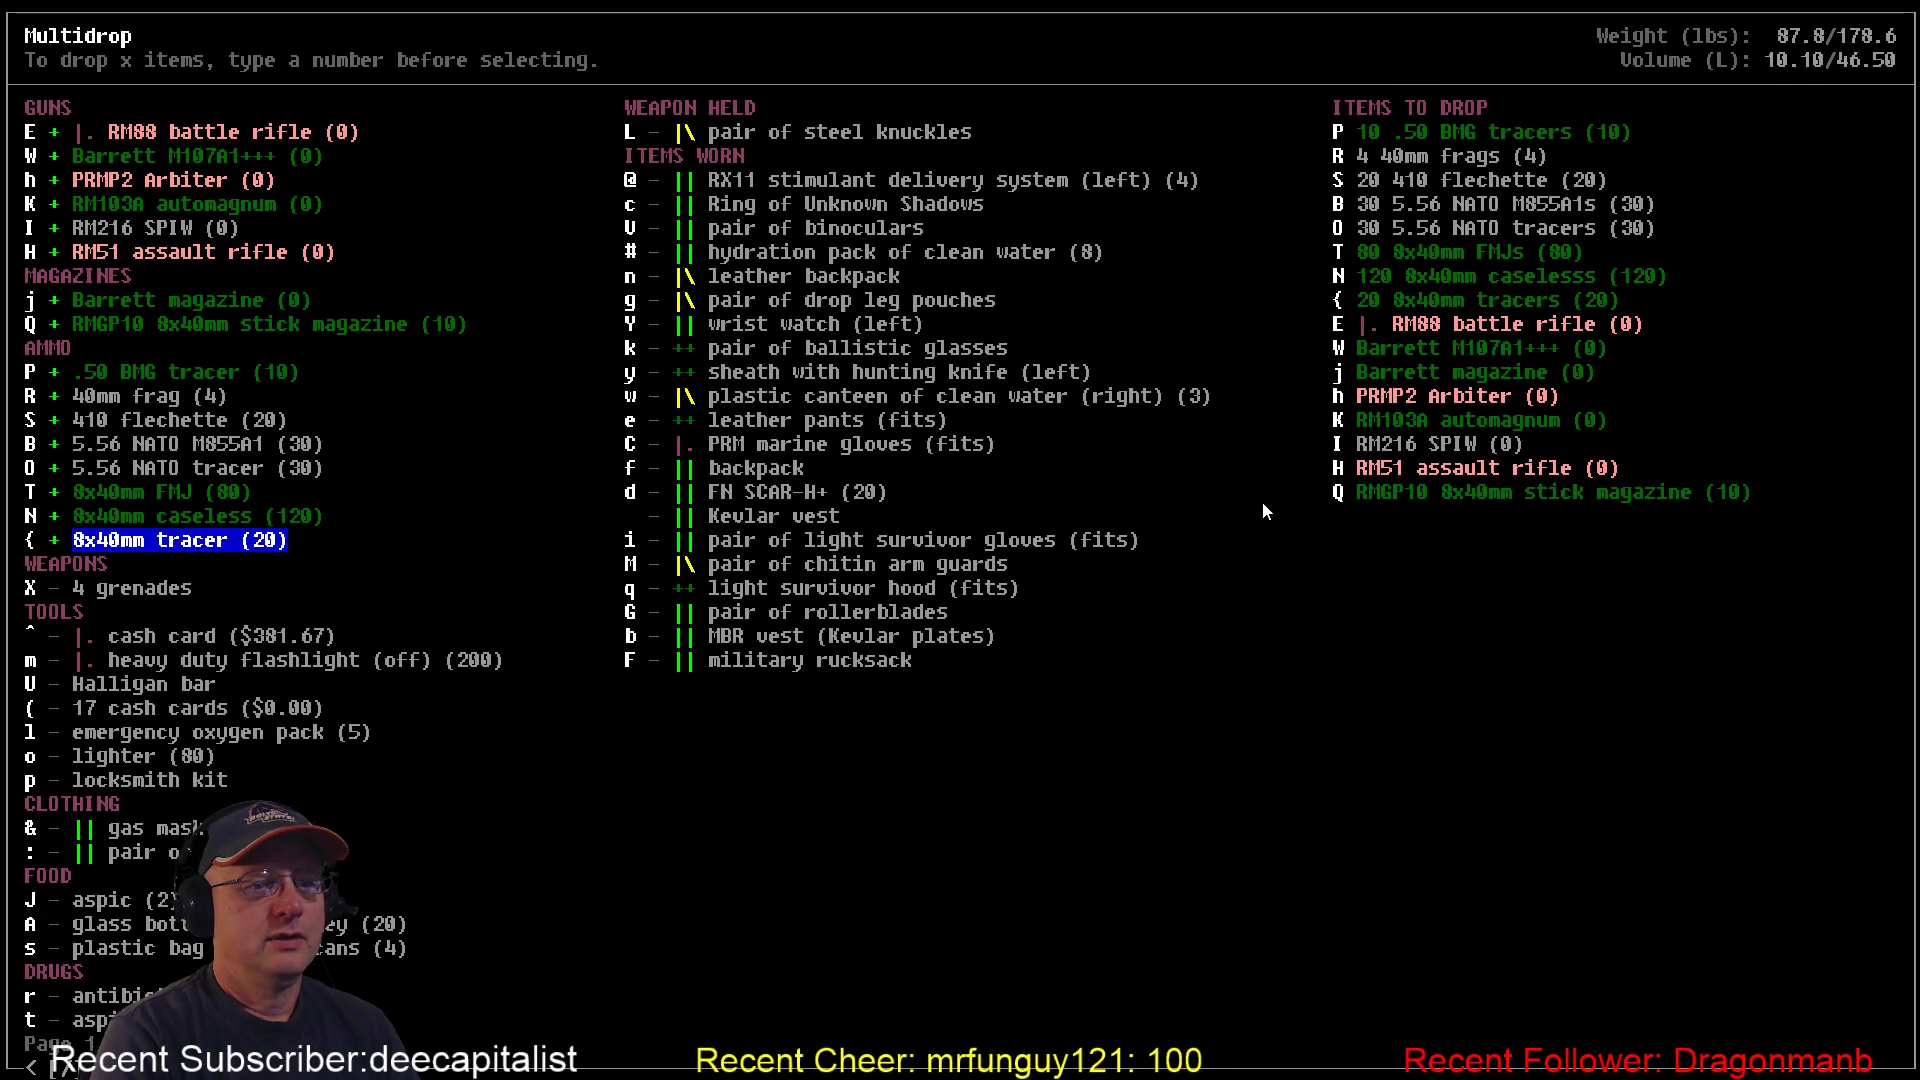 Multidrop
To drop x items, type a number before selecting.
Weight (lbs): 87.8/178.6
Volume (L): 10.10/46.50
GUNS
E + |. RM88 battle rifle (0)
W + Barrett M107A1+++ (0)
h + PRMP2 Arbiter (0)
K + RM103A automagnum (0)
I + RM216 SPIW (0)
H + RM51 assault rifle (0)
MAGAZINES
j + Barrett magazine (0)
Q + RMGP10 8x40mm stick magazine (10)
AMMO
P + .50 BMG tracer (10)
R + 40mm frag (4)
S + 410 flechette (20)
B + 5.56 NATO M855A1 (30)
O + 5.56 NATO tracer (30)
T + 8x40mm FMJ (80)
N + 8x40mm caseless (120)
{ + 8x40mm tracer (20)
WEAPONS
X - 4 grenades
TOOLS
^ - |. cash card ($381.67)
m - |. heavy duty flashlight (off) (200)
U - Halligan bar
( - 17 cash cards ($0.00)
l - emergency oxygen pack (5)
o - lighter (80)
p - locksmith kit
CLOTHING
& - || gas mask
: - || pair o
FOOD
J - aspic (2)
A - glass bott ey (20)
s - plastic bag ans (4)
DRUGS
r - antibi
t - asp
Pag
< [
WEAPON HELD
L - |\ pair of steel knuckles
ITEMS WORN
@ - || RX11 stimulant delivery system (left) (4)
c - || Ring of Unknown Shadows
V - || pair of binoculars
# - || hydration pack of clean water (8)
n - |\ leather backpack
g - |\ pair of drop leg pouches
Y - || wrist watch (left)
k - ++ pair of ballistic glasses
y - ++ sheath with hunting knife (left)
w - |\ plastic canteen of clean water (right) (3)
e - ++ leather pants (fits)
C - |. PRM marine gloves (fits)
f - || backpack
d - || FN SCAR-H+ (20)
- || Kevlar vest
i - || pair of light survivor gloves (fits)
M - |\ pair of chitin arm guards
q - ++ light survivor hood (fits)
G - || pair of rollerblades
b - || MBR vest (Kevlar plates)
F - || military rucksack
ITEMS TO DROP
P 10 .50 BMG tracers (10)
R 4 40mm frags (4)
S 20 410 flechette (20)
B 30 5.56 NATO M855A1s (30)
O 30 5.56 NATO tracers (30)
T 80 8x40mm FMJs (80)
N 120 8x40mm caselesss (120)
{ 20 8x40mm tracers (20)
E |. RM88 battle rifle (0)
W Barrett M107A1+++ (0)
j Barrett magazine (0)
h PRMP2 Arbiter (0)
K RM103A automagnum (0)
I RM216 SPIW (0)
H RM51 assault rifle (0)
Q RMGP10 8x40mm stick magazine (10)
Recent Subscriber:deecapitalist
Recent Cheer: mrfunguy121: 100
Recent Follower: Dragonmanb